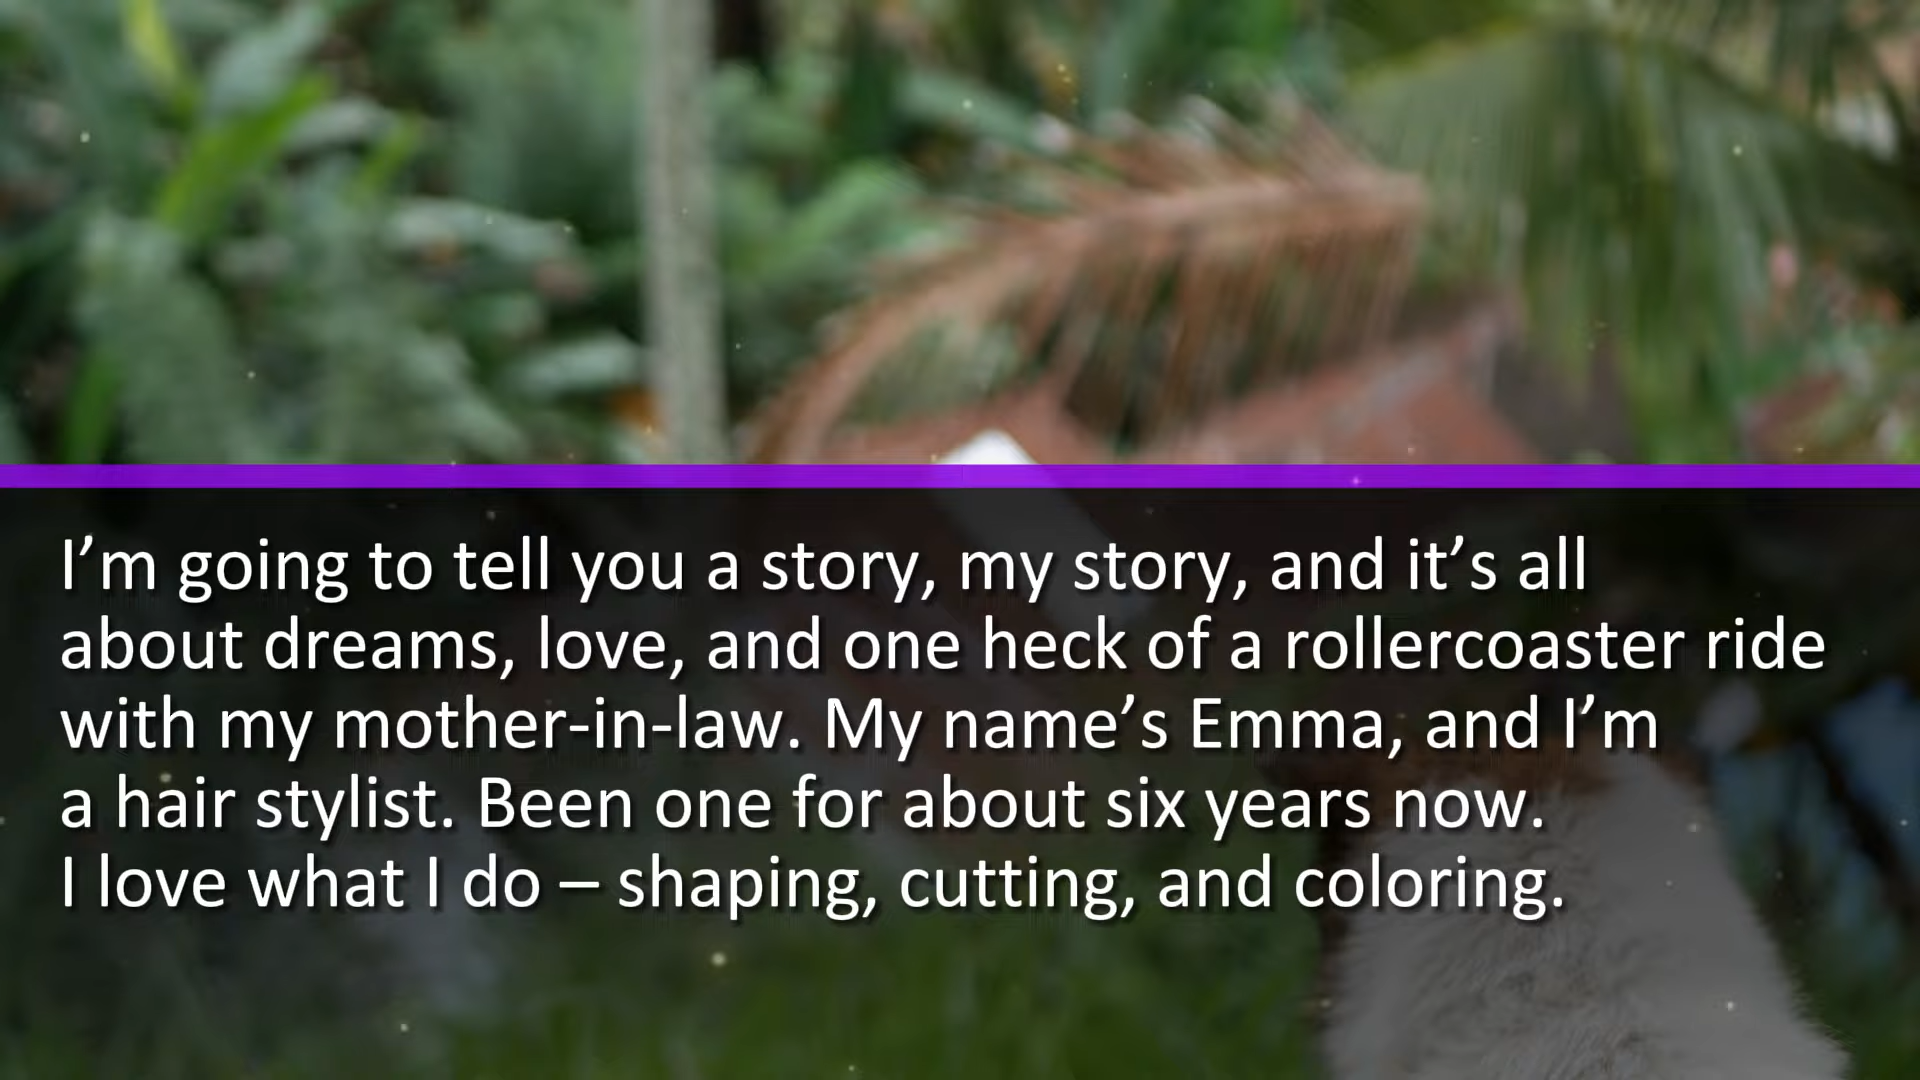 I’m going to tell you a story, my story, and it’s all
about dreams, love, and one heck of a rollercoaster ride
with my mother-in-law. My name’s Emma, and I’m
a hair stylist. Been one for about six years now.
I love what I do – shaping, cutting, and coloring.